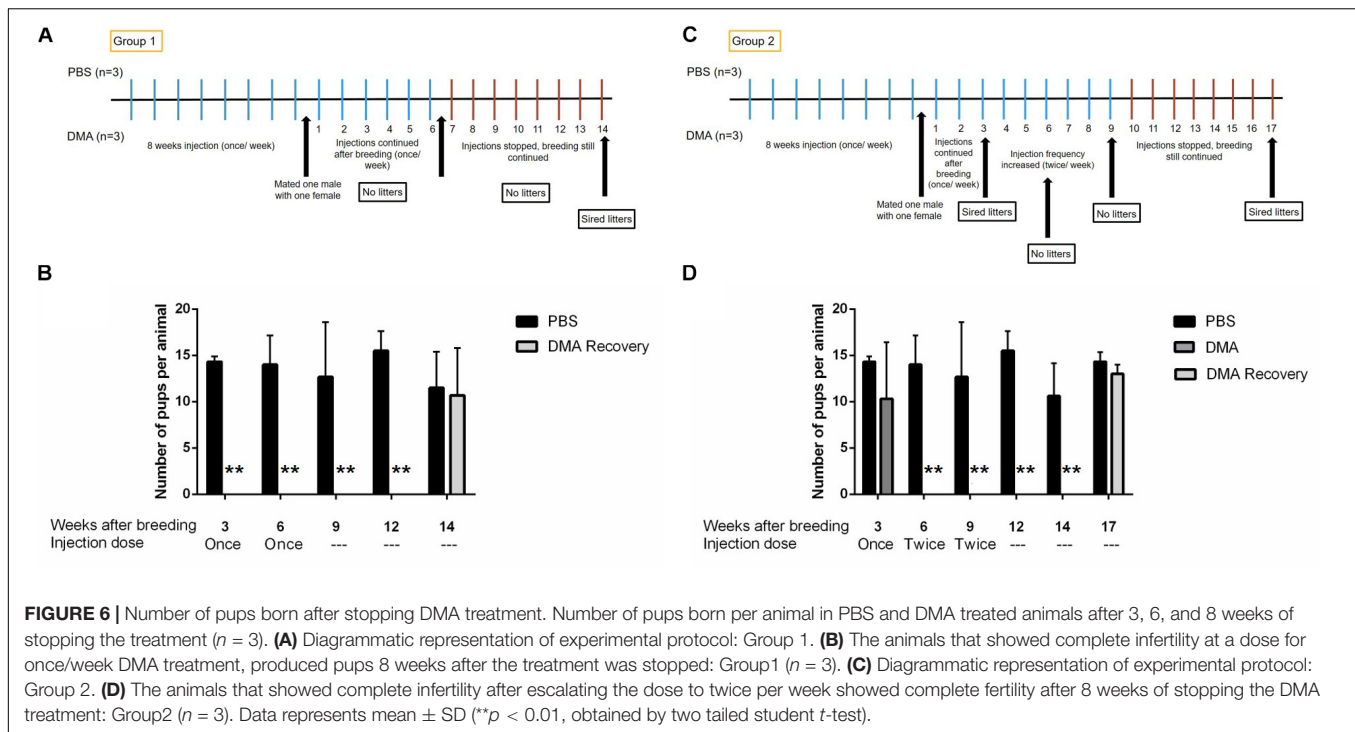 A
Group 1
PBS (n=3)
DMA (n=3)
1 2 3 4 5 6 7 8 9 10 11 12 13 14
8 weeks injection (once/ week)
Injections continued
after breeding (once/
week)
Injections stopped, breeding still
continued
Mated one male
with one female
No litters
No litters
Sired litters
C
Group 2
PBS (n=3)
DMA (n=3)
1 2 3 4 5 6 7 8 9 10 11 12 13 14 15 16 17
8 weeks injection (once/ week)
Injections
continued
after
breeding
(once/ week)
Injection frequency
increased (twice/ week)
Injections stopped, breeding
still continued
Mated one male
with one female
Sired litters
No litters
No litters
Sired litters
B
Number of pups per animal
20
15
10
5
0
PBS
DMA Recovery
** ** ** **
Weeks after breeding 3 6 9 12 14
Injection dose Once Once --- --- ---
D
Number of pups per animal
20
15
10
5
0
PBS
DMA
DMA Recovery
** ** ** **
Weeks after breeding 3 6 9 12 14 17
Injection dose Once Twice Twice --- --- ---
FIGURE 6 | Number of pups born after stopping DMA treatment. Number of pups born per animal in PBS and DMA treated animals after 3, 6, and 8 weeks of
stopping the treatment (n = 3). (A) Diagrammatic representation of experimental protocol: Group 1. (B) The animals that showed complete infertility at a dose for
once/week DMA treatment, produced pups 8 weeks after the treatment was stopped: Group1 (n = 3). (C) Diagrammatic representation of experimental protocol:
Group 2. (D) The animals that showed complete infertility after escalating the dose to twice per week showed complete fertility after 8 weeks of stopping the DMA
treatment: Group2 (n = 3). Data represents mean ± SD (**p < 0.01, obtained by two tailed student t-test).